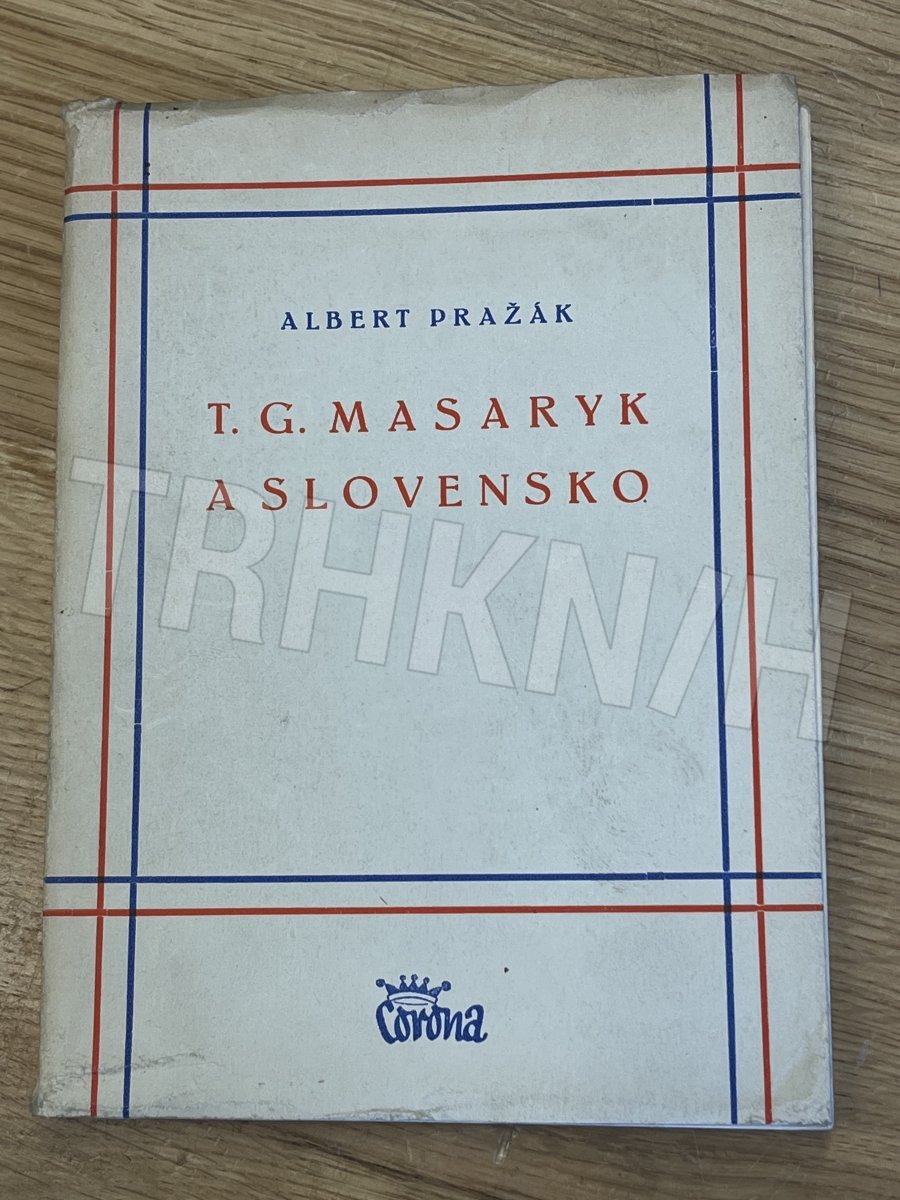 ALBERT PRAŽÁK
T. G. MASARYK
A SLOVENSKO
TRHKNIH
Corona